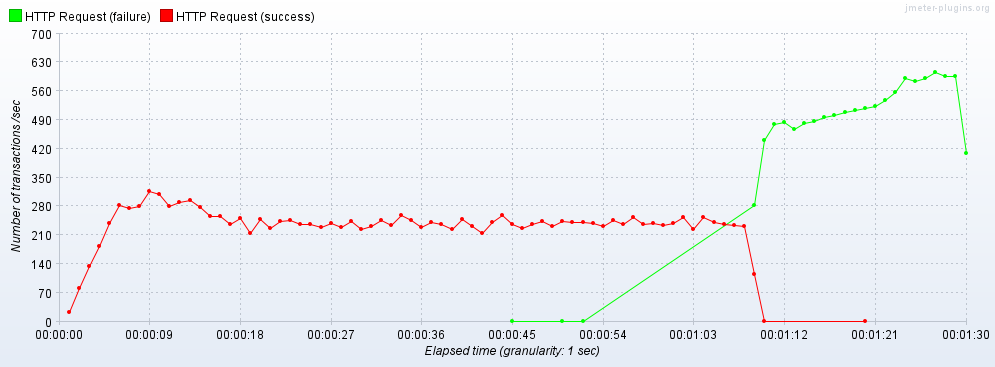 jmeter-plugins.org
HTTP Request (failure) HTTP Request (success)
700
630
560
490
420
350
280
210
140
70
0
Number of transactions /sec
00:00:00 00:00:09 00:00:18 00:00:27 00:00:36 00:00:45 00:00:54 00:01:03 00:01:12 00:01:21 00:01:30
Elapsed time (granularity: 1 sec)